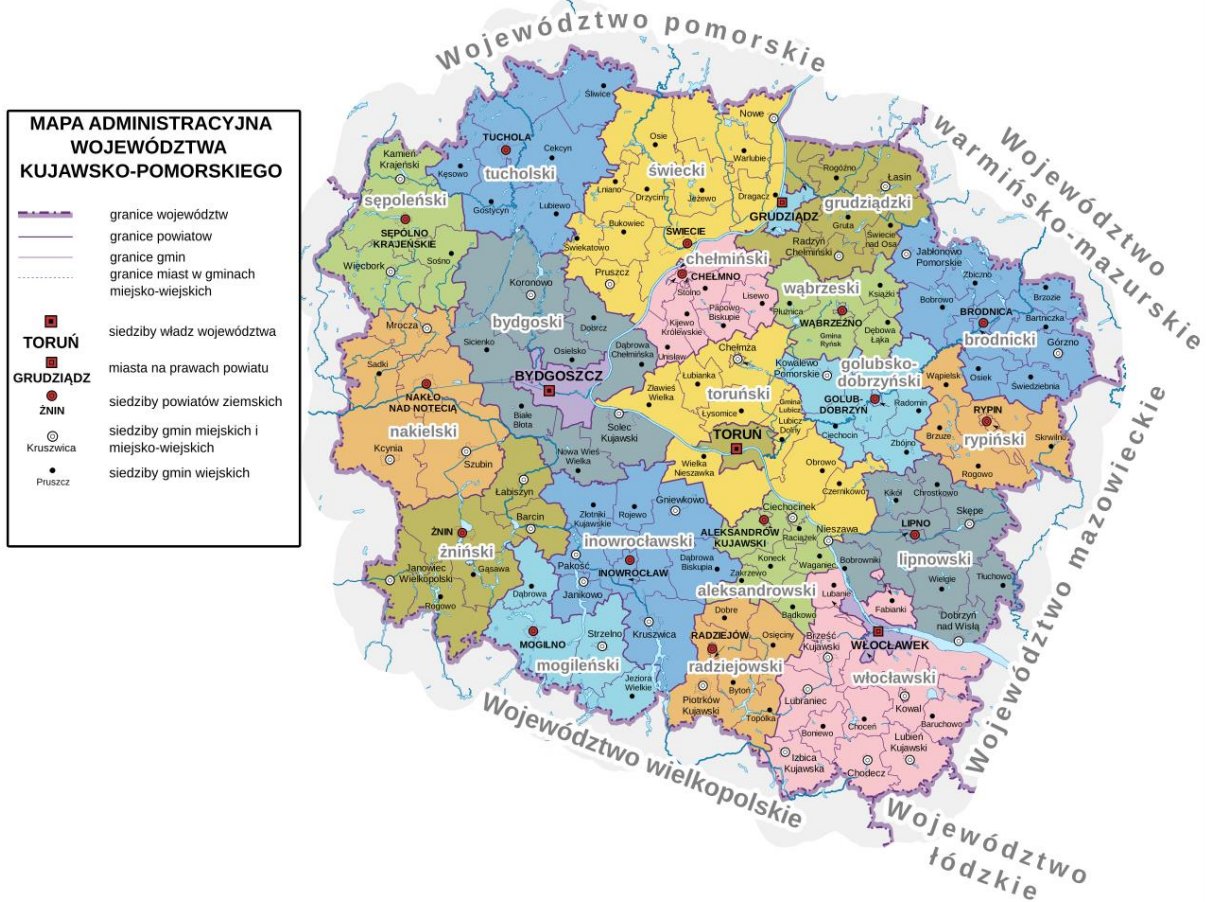 MAPA ADMINISTRACYJNA
WOJEWÓDZTWA
KUJAWSKO-POMORSKIEGO
granice województw
granice powiatow
granice gmin
granice miast w gminach
miejsko-wiejskich
siedziby władz województwa
TORUŃ
miasta na prawach powiatu
GRUDZIĄDZ
siedziby powiatów ziemskich
ŻNIN
siedziby gmin miejskich i
miejsko-wiejskich
Kruszwica
siedziby gmin wiejskich
Pruszcz
Województwo pomorskie
Województwo
warmińsko-mazurskie
Województwo mazowieckie
Województwo
łódzkie
Województwo wielkopolskie
tucholski
Śliwice
TUCHOLA
Cekcyn
Kęsowo
Gostycyn
Lubiewo
sępoleński
Kamień
Krajeński
SĘPÓLNO
KRAJEŃSKIE
Więcbork
Sośno
świecki
Nowe
Osie
Warlubie
Lniano
Drzycim
Jeżewo
Dragacz
Bukowiec
ŚWIECIE
Świekatowo
Pruszcz
GRUDZIĄDZ
grudziądzki
Rogóźno
Łasin
Gruta
Świecie
nad Osą
Radzyń
Chełmiński
chełmiński
CHEŁMNO
Stolno
Lisewo
Papowo
Biskupie
Kijewo
Królewskie
Unisław
wąbrzeski
Książki
Płużnica
WĄBRZEŹNO
Gmina
Ryńsk
Dębowa
Łąka
brodnicki
Jabłonowo
Pomorskie
Zbiczno
Bobrowo
Brzozie
BRODNICA
Bartniczka
Górzno
Osiek
Świedziebnia
bydgoski
Koronowo
Dobrcz
Sicienko
Osielsko
Dąbrowa
Chełmińska
BYDGOSZCZ
Białe
Błota
Solec
Kujawski
Nowa Wieś
Wielka
nakielski
Mrocza
Sadki
NAKŁO
NAD NOTECIĄ
Kcynia
Szubin
toruński
Chełmża
Łubianka
Zławieś
Wielka
Łysomice
Gmina
Lubicz
Lubicz
Dolny
TORUŃ
Wielka
Nieszawka
Obrowo
Czernikowo
golubsko-
dobrzyński
Kowalewo
Pomorskie
GOLUB-
DOBRZYŃ
Radomin
Ciechocin
Zbójno
rypiński
Wąpielsk
RYPIN
Brzuze
Skrwilno
Rogowo
żniński
Łabiszyn
Barcin
ŻNIN
Janowiec
Wielkopolski
Gąsawa
Rogowo
inowrocławski
Gniewkowo
Złotniki
Kujawskie
Rojewo
Pakość
INOWROCŁAW
Dąbrowa
Biskupia
Janikowo
Kruszwica
mogileński
Dąbrowa
MOGILNO
Strzelno
Jeziora
Wielkie
aleksandrowski
Ciechocinek
ALEKSANDRÓW
KUJAWSKI
Raciążek
Nieszawa
Koneck
Waganiec
Zakrzewo
Bądkowo
lipnowski
Kikół
Chrostkowo
Skępe
LIPNO
Bobrowniki
Wielgie
Tłuchowo
Dobrzyń
nad Wisłą
radziejowski
Dobre
RADZIEJÓW
Osięciny
Bytoń
Piotrków
Kujawski
Topólka
włocławski
Lubanie
Fabianki
Brześć
Kujawski
WŁOCŁAWEK
Lubraniec
Kowal
Boniewo
Choceń
Baruchowo
Lubień
Kujawski
Izbica
Kujawska
Chodecz